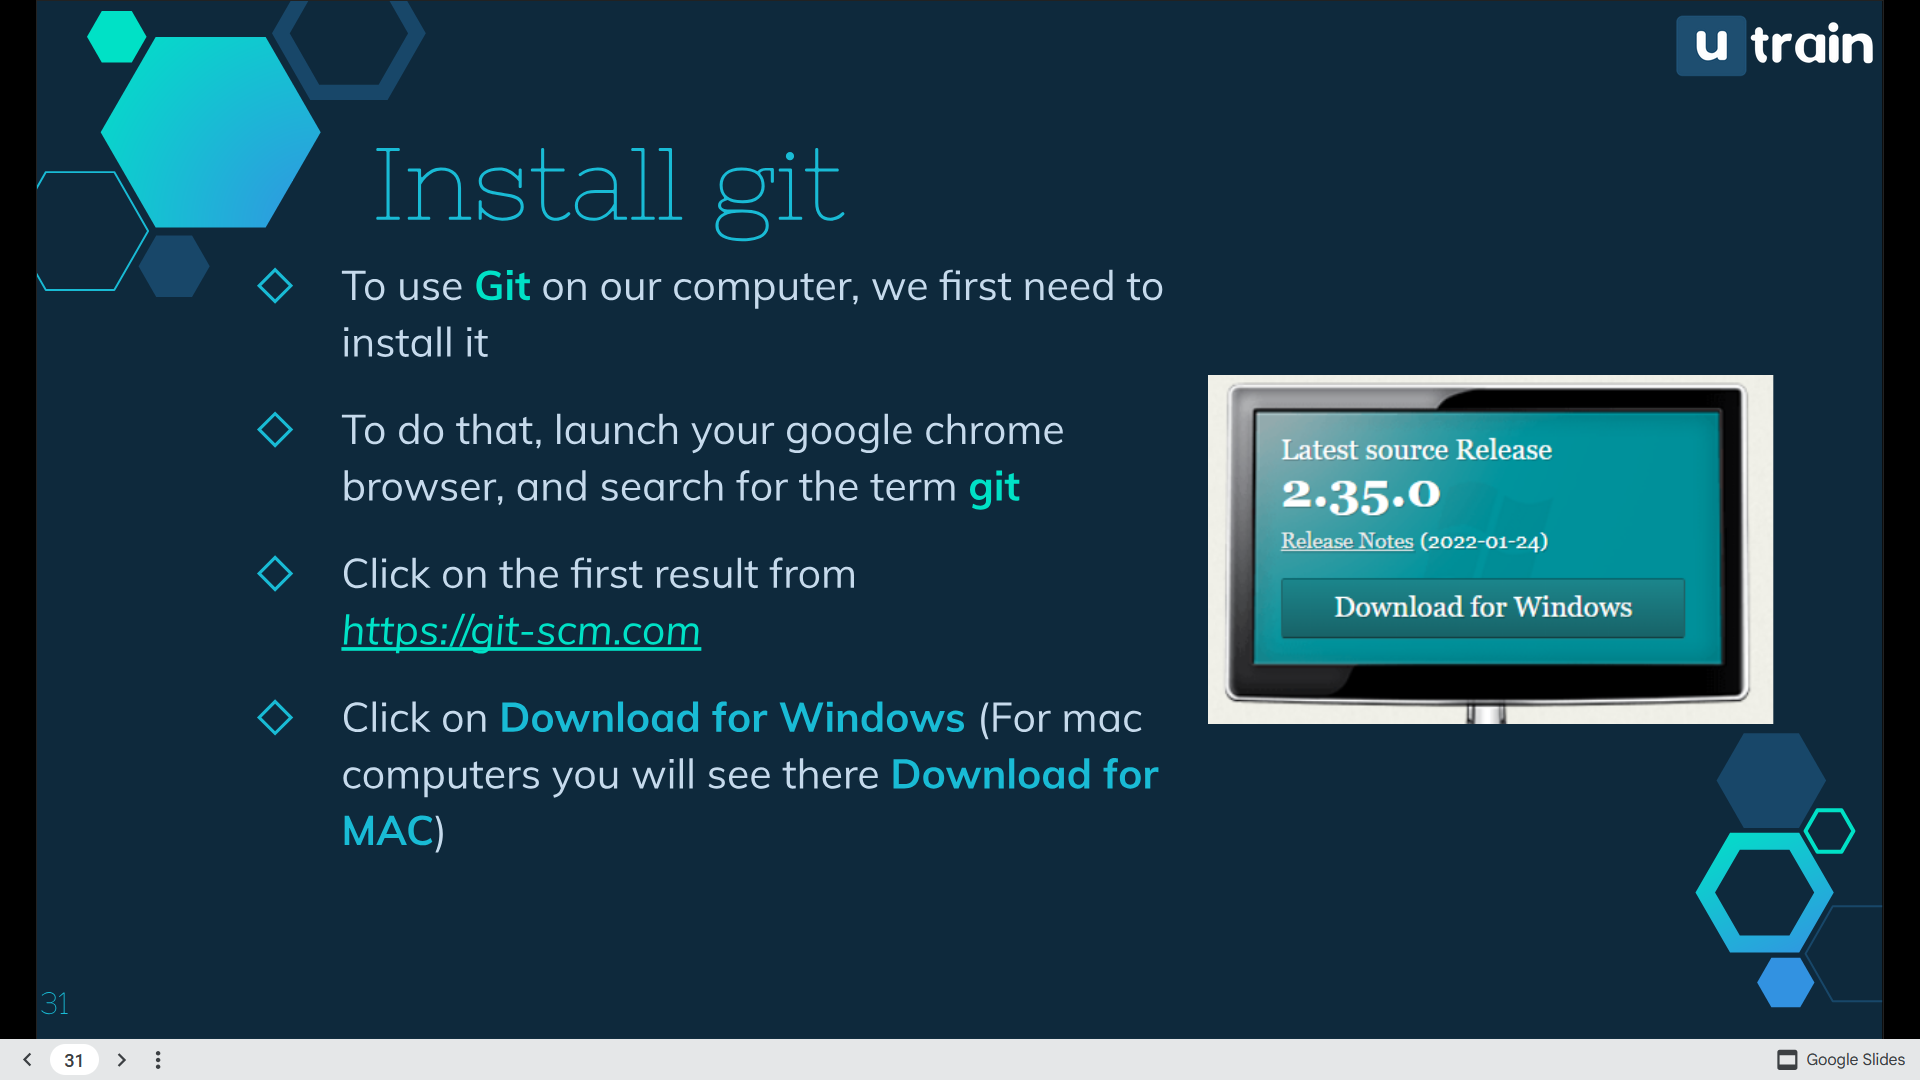 u train
Install git
To use Git on our computer, we first need to
install it
To do that, launch your google chrome
browser, and search for the term git
Click on the first result from
https://git-scm.com
Click on Download for Windows (For mac
computers you will see there Download for
MAC)
Latest source Release
2.35.0
Release Notes (2022-01-24)
Download for Windows
31
31
Google Slides